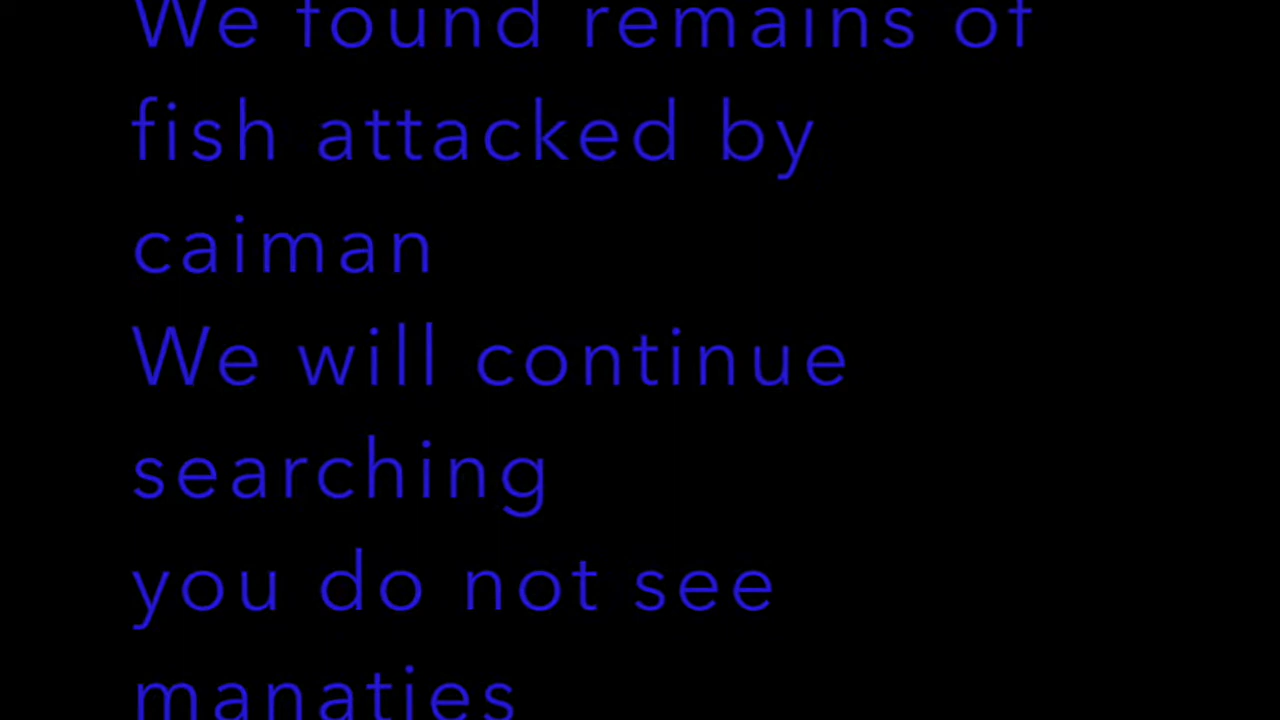 We found remains of
fish attacked by
caiman
We will continue
searching
you do not see
manaties